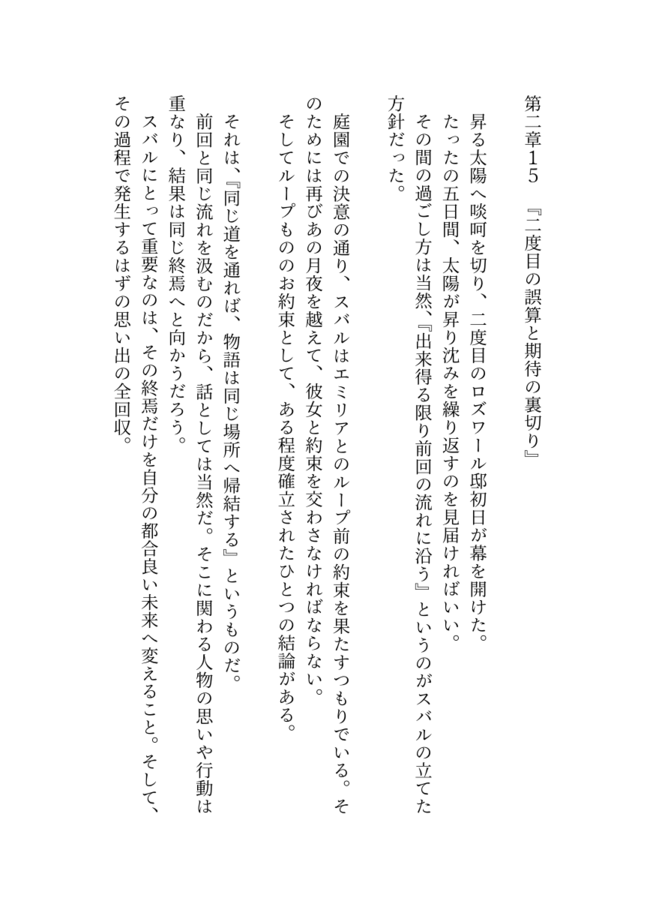 第二章１５　『二度目の誤算と期待の裏切り』
昇る太陽へ啖呵を切り、二度目のロズワール邸初日が幕を開けた。
たったの五日間、太陽が昇り沈みを繰り返すのを見届ければいい。
その間の過ごし方は当然、『出来得る限り前回の流れに沿う』というのがスバルの立てた
方針だった。
庭園での決意の通り、スバルはエミリアとのループ前の約束を果たすつもりでいる。そ
のためには再びあの月夜を越えて、彼女と約束を交わさなければならない。
そしてループもののお約束として、ある程度確立されたひとつの結論がある。
それは、『同じ道を通れば、物語は同じ場所へ帰結する』というものだ。
前回と同じ流れを汲むのだから、話としては当然だ。そこに関わる人物の思いや行動は
重なり、結果は同じ終焉へと向かうだろう。
スバルにとって重要なのは、その終焉だけを自分の都合良い未来へ変えること。そして、
その過程で発生するはずの思い出の全回収。